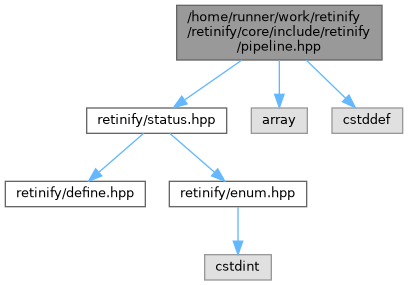 /home/runner/work/retinify
/retinify/core/include/retinify
/pipeline.hpp
retinify/status.hpp
array
cstddef
retinify/define.hpp
retinify/enum.hpp
cstdint